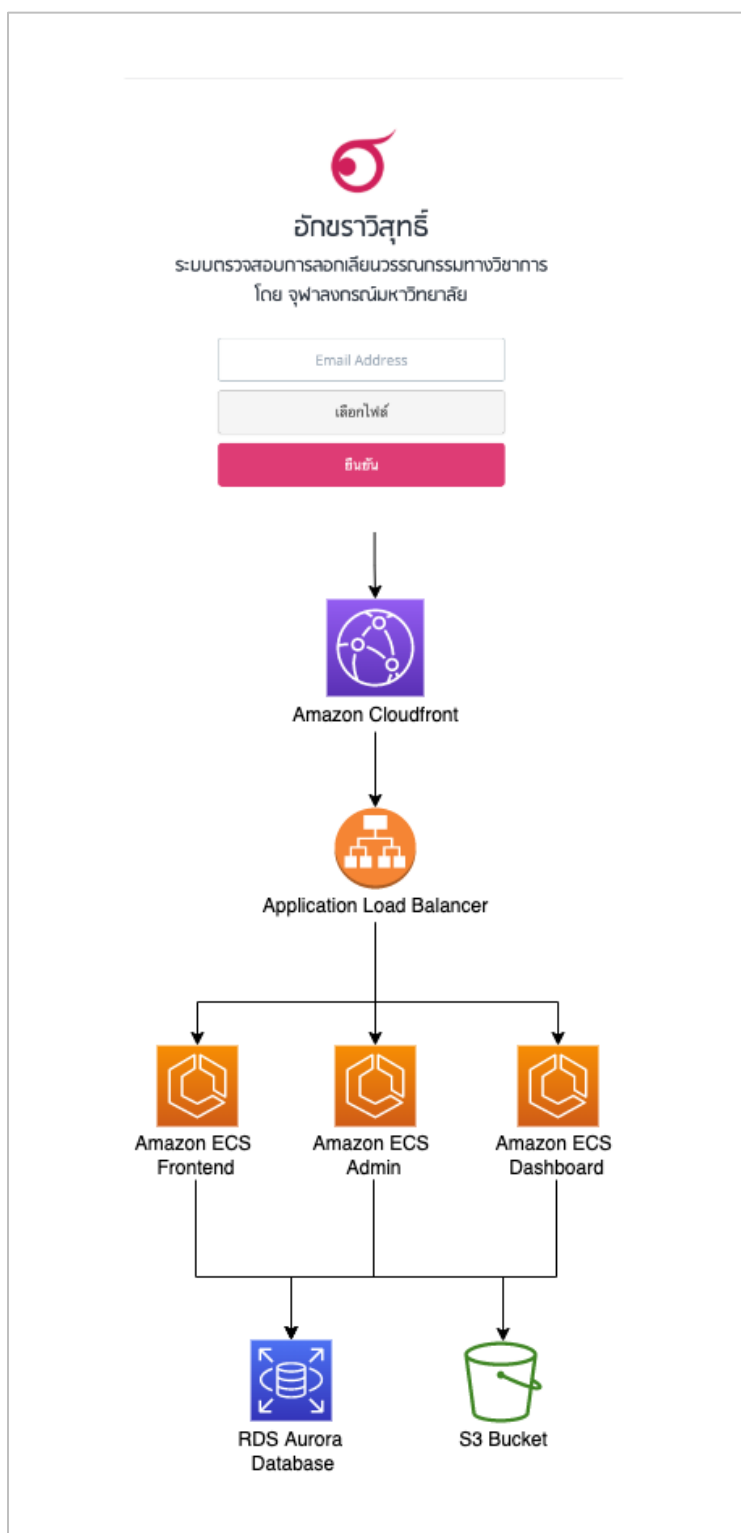 อักขราวิสุทธิ์
ระบบตรวจสอบการลอกเลียนวรรณกรรมทางวิชาการ
โดย จุฬาลงกรณ์มหาวิทยาลัย
Email Address
เลือกไฟล์
ยืนยัน
Amazon Cloudfront
Application Load Balancer
Amazon ECS
Frontend
Amazon ECS
Admin
Amazon ECS
Dashboard
RDS Aurora
Database
S3 Bucket